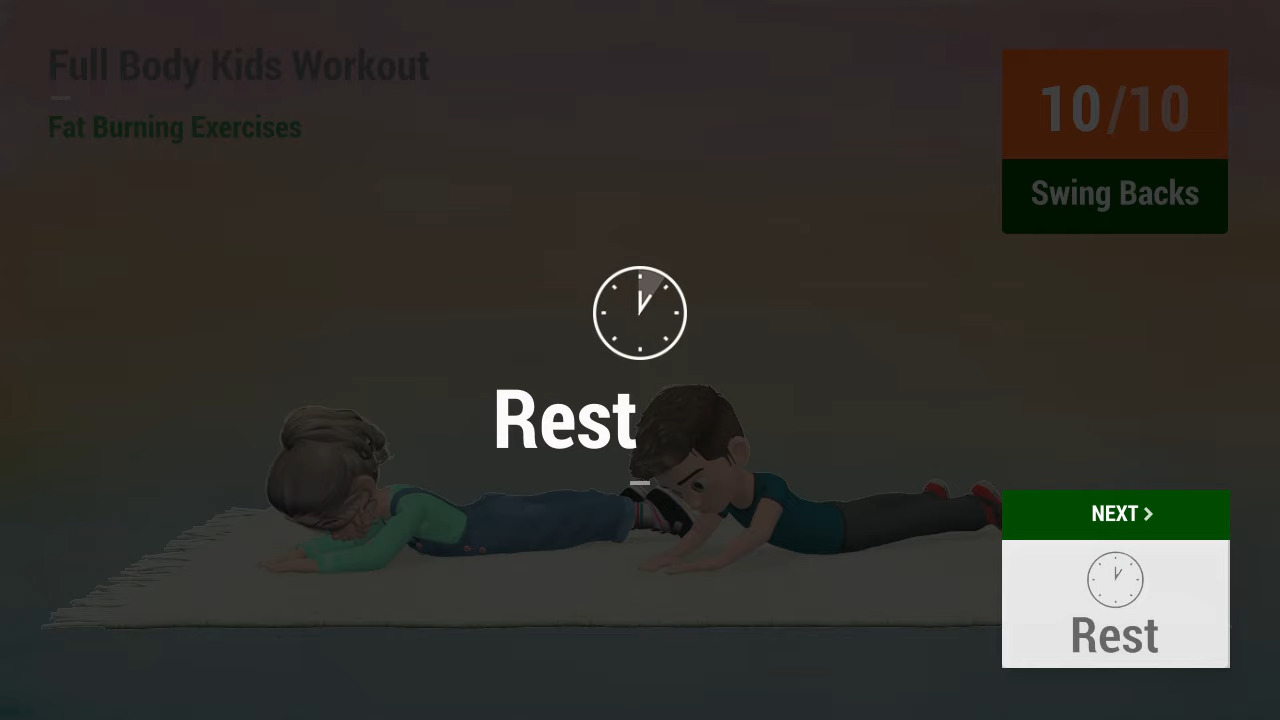 Full Body Kids Workout
Fat Burning Exercises
10/10
Swing Backs
Rest
NEXT >
Rest